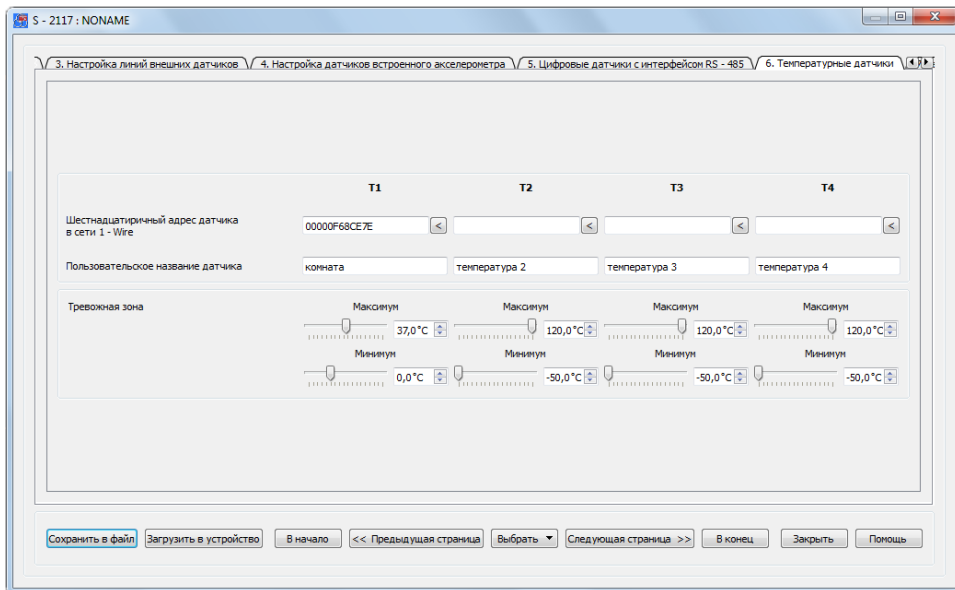 S - 2117 : NONAME
3. Настройка линий внешних датчиков 4. Настройка датчиков встроенного акселерометра 5. Цифровые датчики с интерфейсом RS - 485 6. Температурные датчики
T1 T2 T3 T4
Шестнадцатиричный адрес датчика
в сети 1 - Wire
00000F68CE7E < < < <
Пользовательское название датчика комната температура 2 температура 3 температура 4
Тревожная зона Максимум Максимум Максимум Максимум
37,0°C 120,0°C 120,0°C 120,0°C
Минимум Минимум Минимум Минимум
0,0°C -50,0°C -50,0°C -50,0°C
Сохранить в файл Загрузить в устройство В начало << Предыдущая страница Выбрать Следующая страница >> В конец Закрыть Помощь